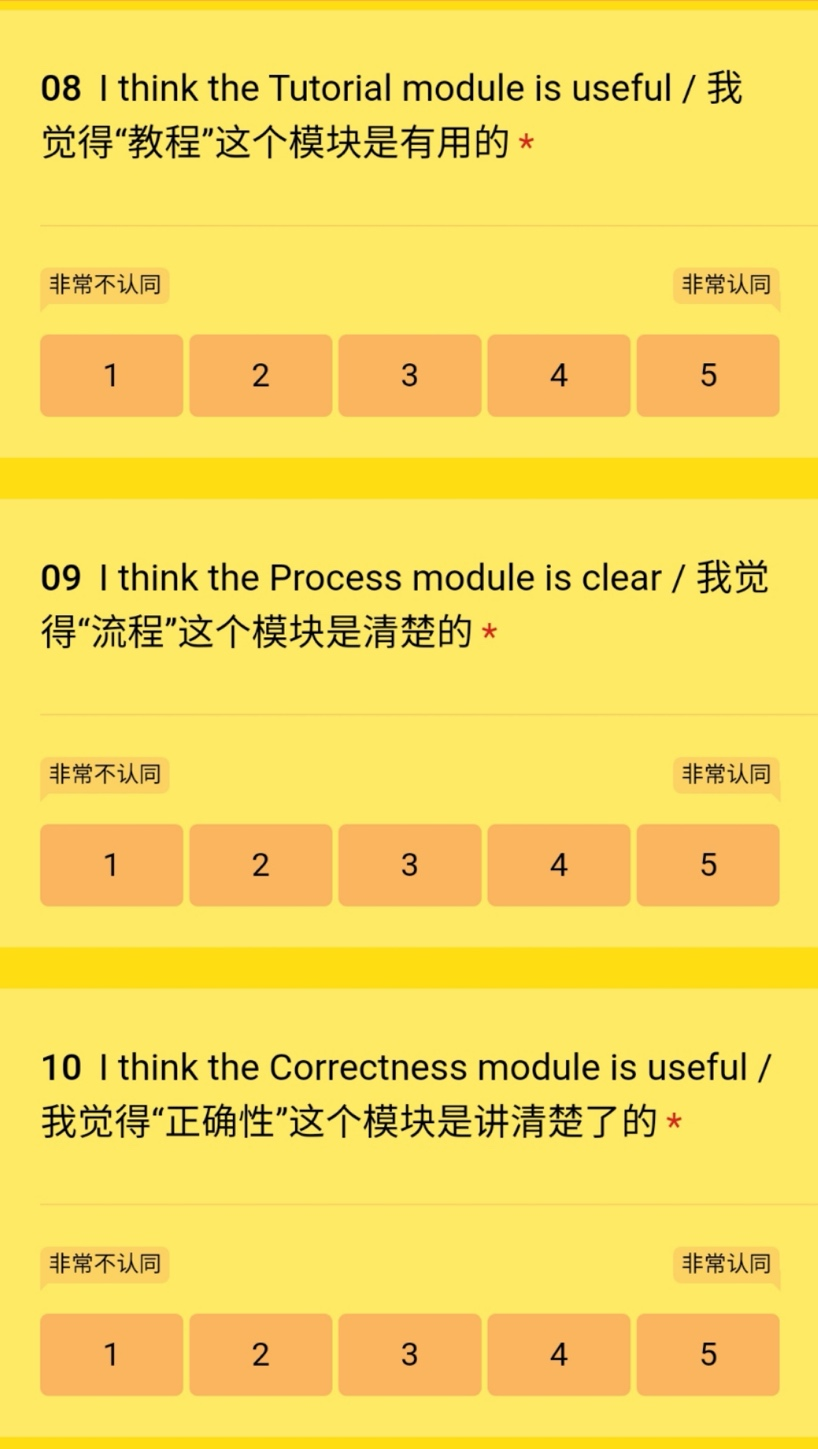 08 I think the Tutorial module is useful / 我
觉得“教程”这个模块是有用的 *
非常不认同 非常认同
1 2 3 4 5
09 I think the Process module is clear / 我觉
得“流程”这个模块是清楚的 *
非常不认同 非常认同
1 2 3 4 5
10 I think the Correctness module is useful /
我觉得“正确性”这个模块是讲清楚了的 *
非常不认同 非常认同
1 2 3 4 5